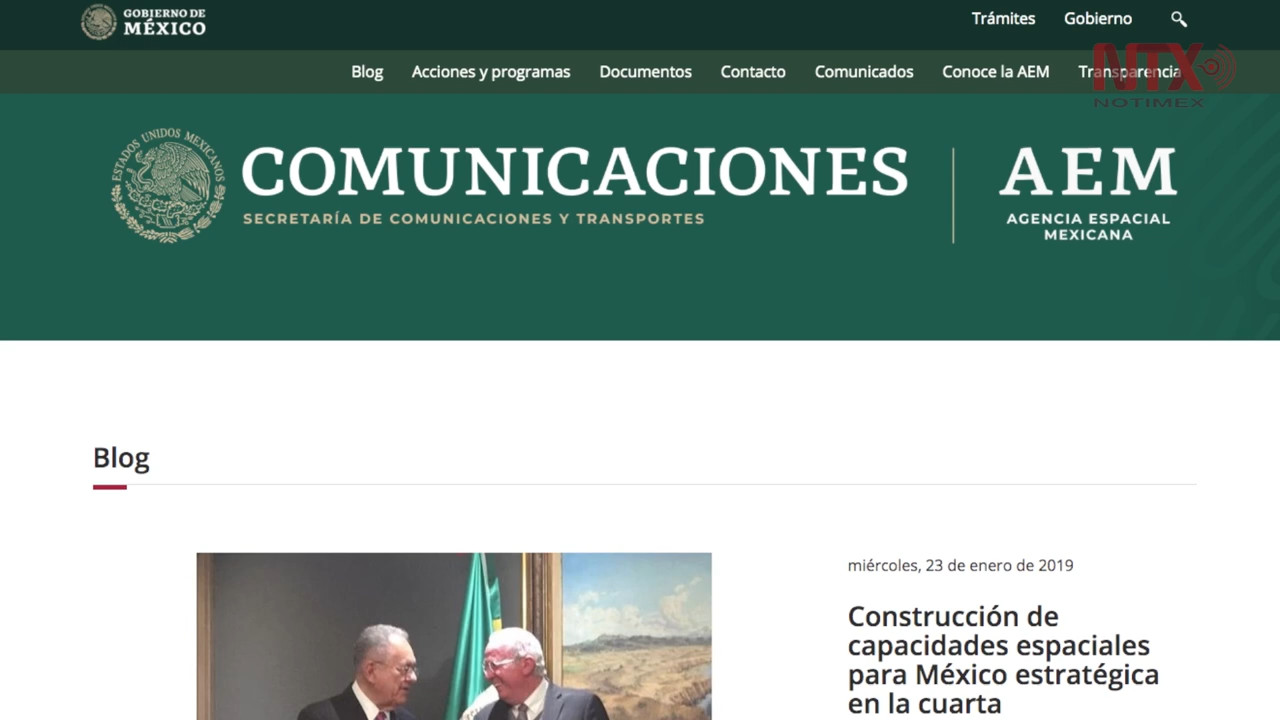 GOBIERNO DE
MÉXICO
Trámites Gobierno
Blog Acciones y programas Documentos Contacto Comunicados Conoce la AEM Transparencia
NTX
NOTIMEX
ESTADOS UNIDOS MEXICANOS
COMUNICACIONES
SECRETARÍA DE COMUNICACIONES Y TRANSPORTES
AEM
AGENCIA ESPACIAL
MEXICANA
Blog
miércoles, 23 de enero de 2019
Construcción de
capacidades espaciales
para México estratégica
en la cuarta